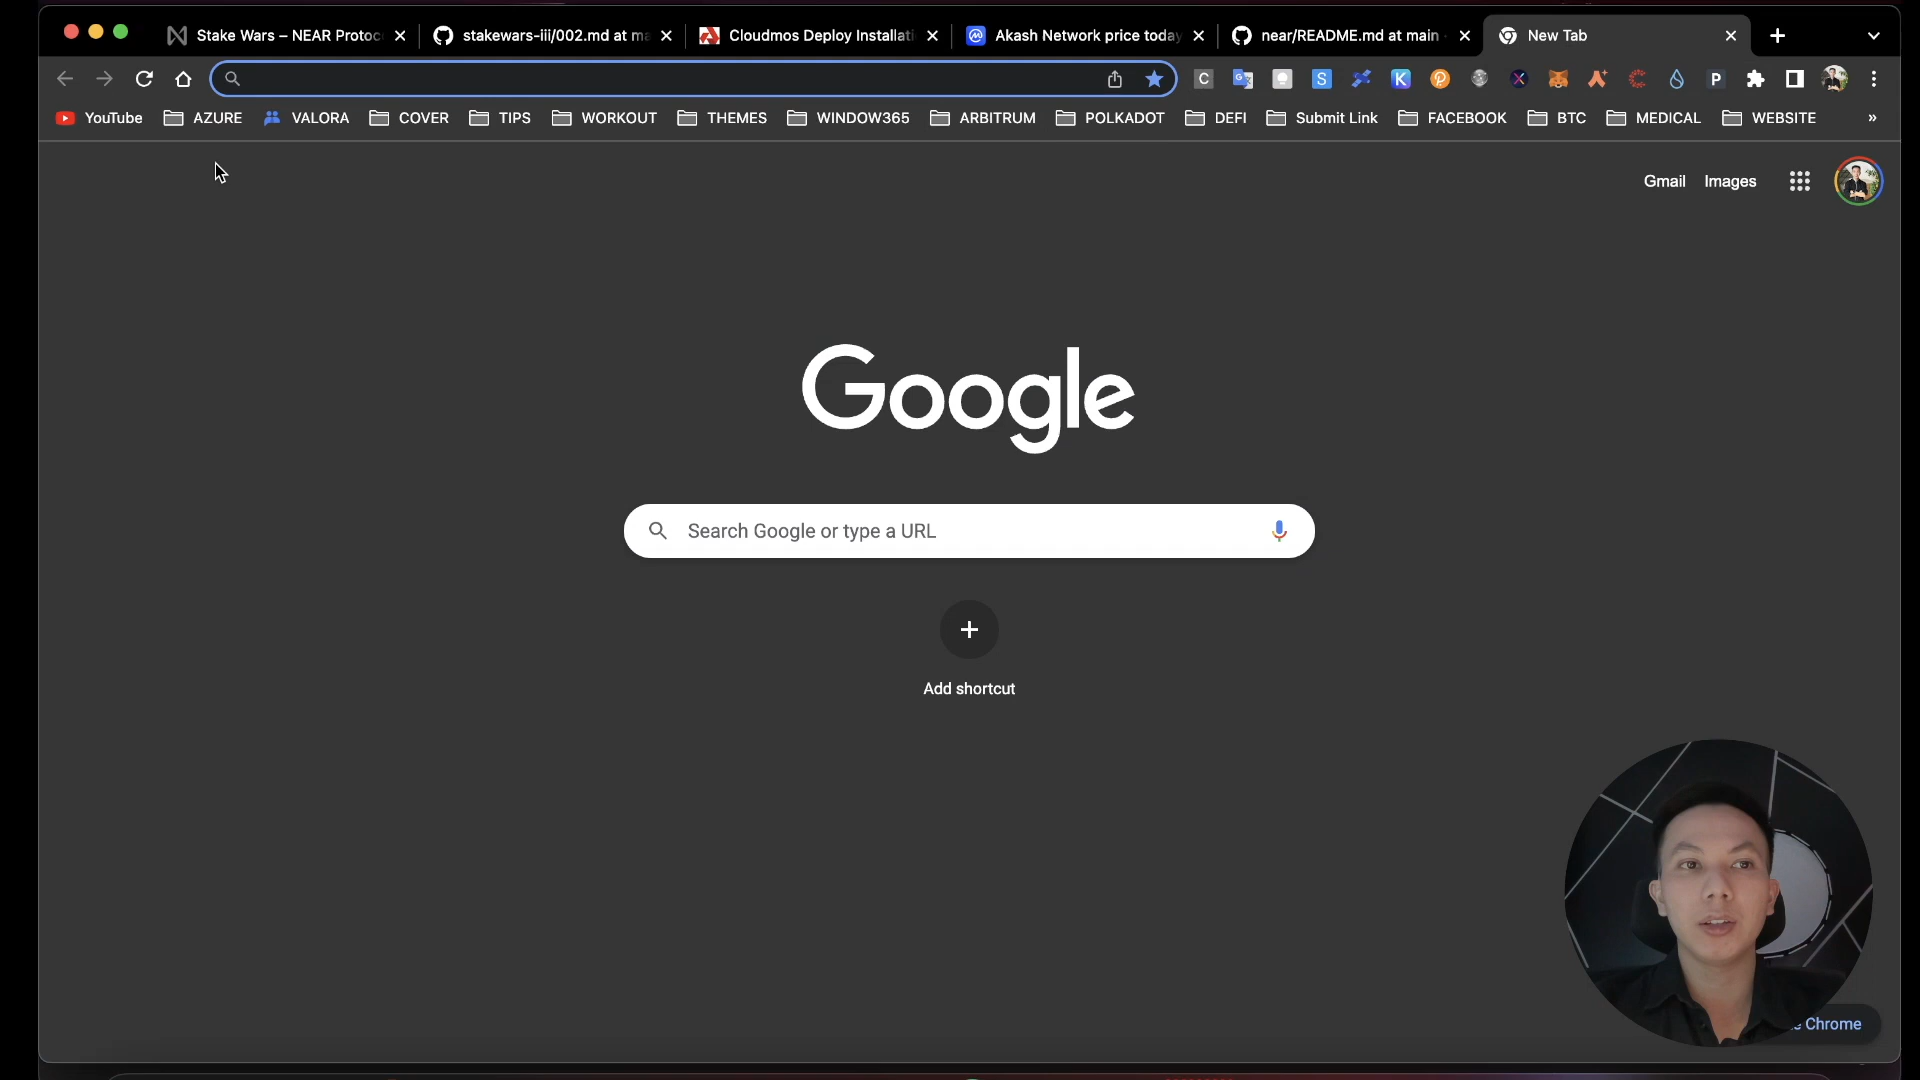 Stake Wars – NEAR Protoc
stakewars-iii/002.md at ma
Cloudmos Deploy Installati
Akash Network price today
near/README.md at main
New Tab
YouTube
AZURE
VALORA
COVER
TIPS
WORKOUT
THEMES
WINDOW365
ARBITRUM
POLKADOT
DEFI
Submit Link
FACEBOOK
BTC
MEDICAL
WEBSITE
»
Gmail
Images
Google
Search Google or type a URL
Add shortcut
Chrome